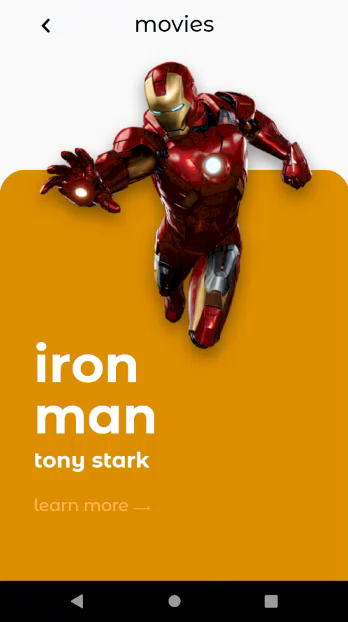 movies
iron
man
tony stark
learn more →